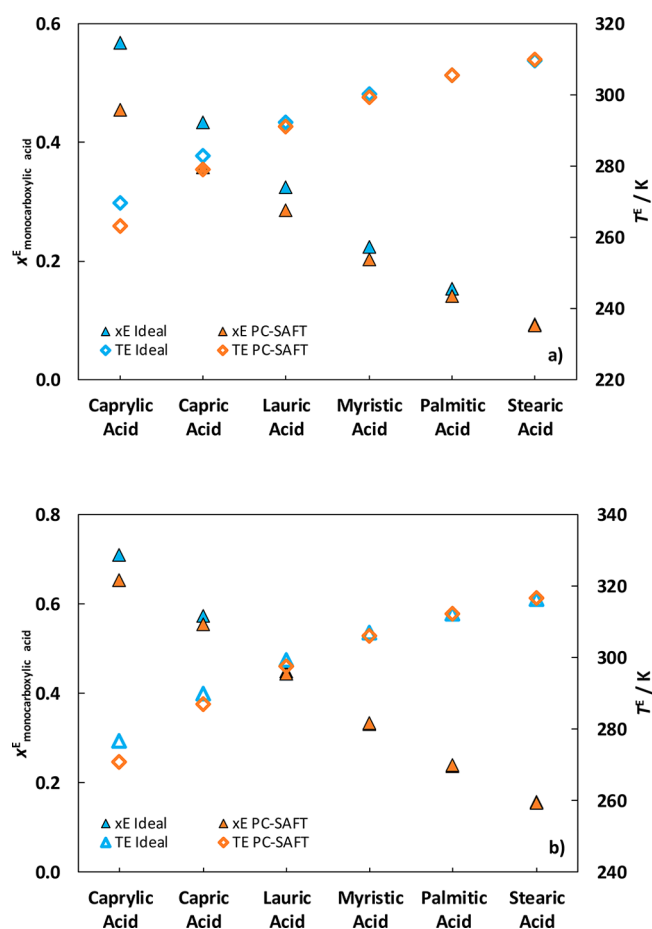 0.6
0.4
0.2
0.0
x^E monocarboxylic acid
320
300
280
260
240
220
T^E / K
xE Ideal
xE PC-SAFT
TE Ideal
TE PC-SAFT
a)
Caprylic Acid
Capric Acid
Lauric Acid
Myristic Acid
Palmitic Acid
Stearic Acid
0.8
0.6
0.4
0.2
0.0
x^E monocarboxylic acid
340
320
300
280
260
240
T^E / K
xE Ideal
xE PC-SAFT
TE Ideal
TE PC-SAFT
b)
Caprylic Acid
Capric Acid
Lauric Acid
Myristic Acid
Palmitic Acid
Stearic Acid